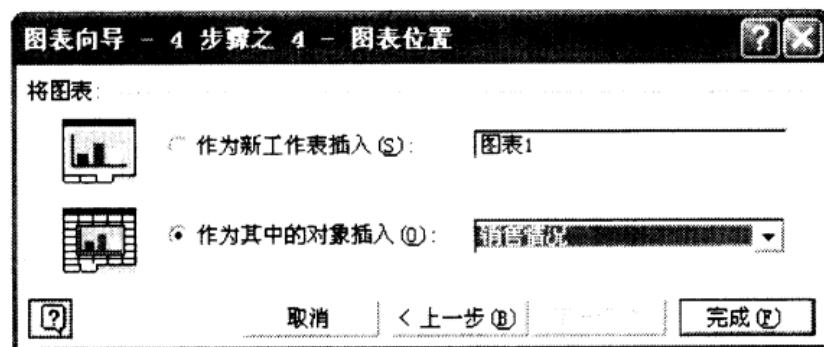 图表向导 - 4 步骤之 4 - 图表位置
将图表:
作为新工作表插入(S):
图表1
作为其中的对象插入(O):
销售情况
取消
< 上一步(B)
完成(F)